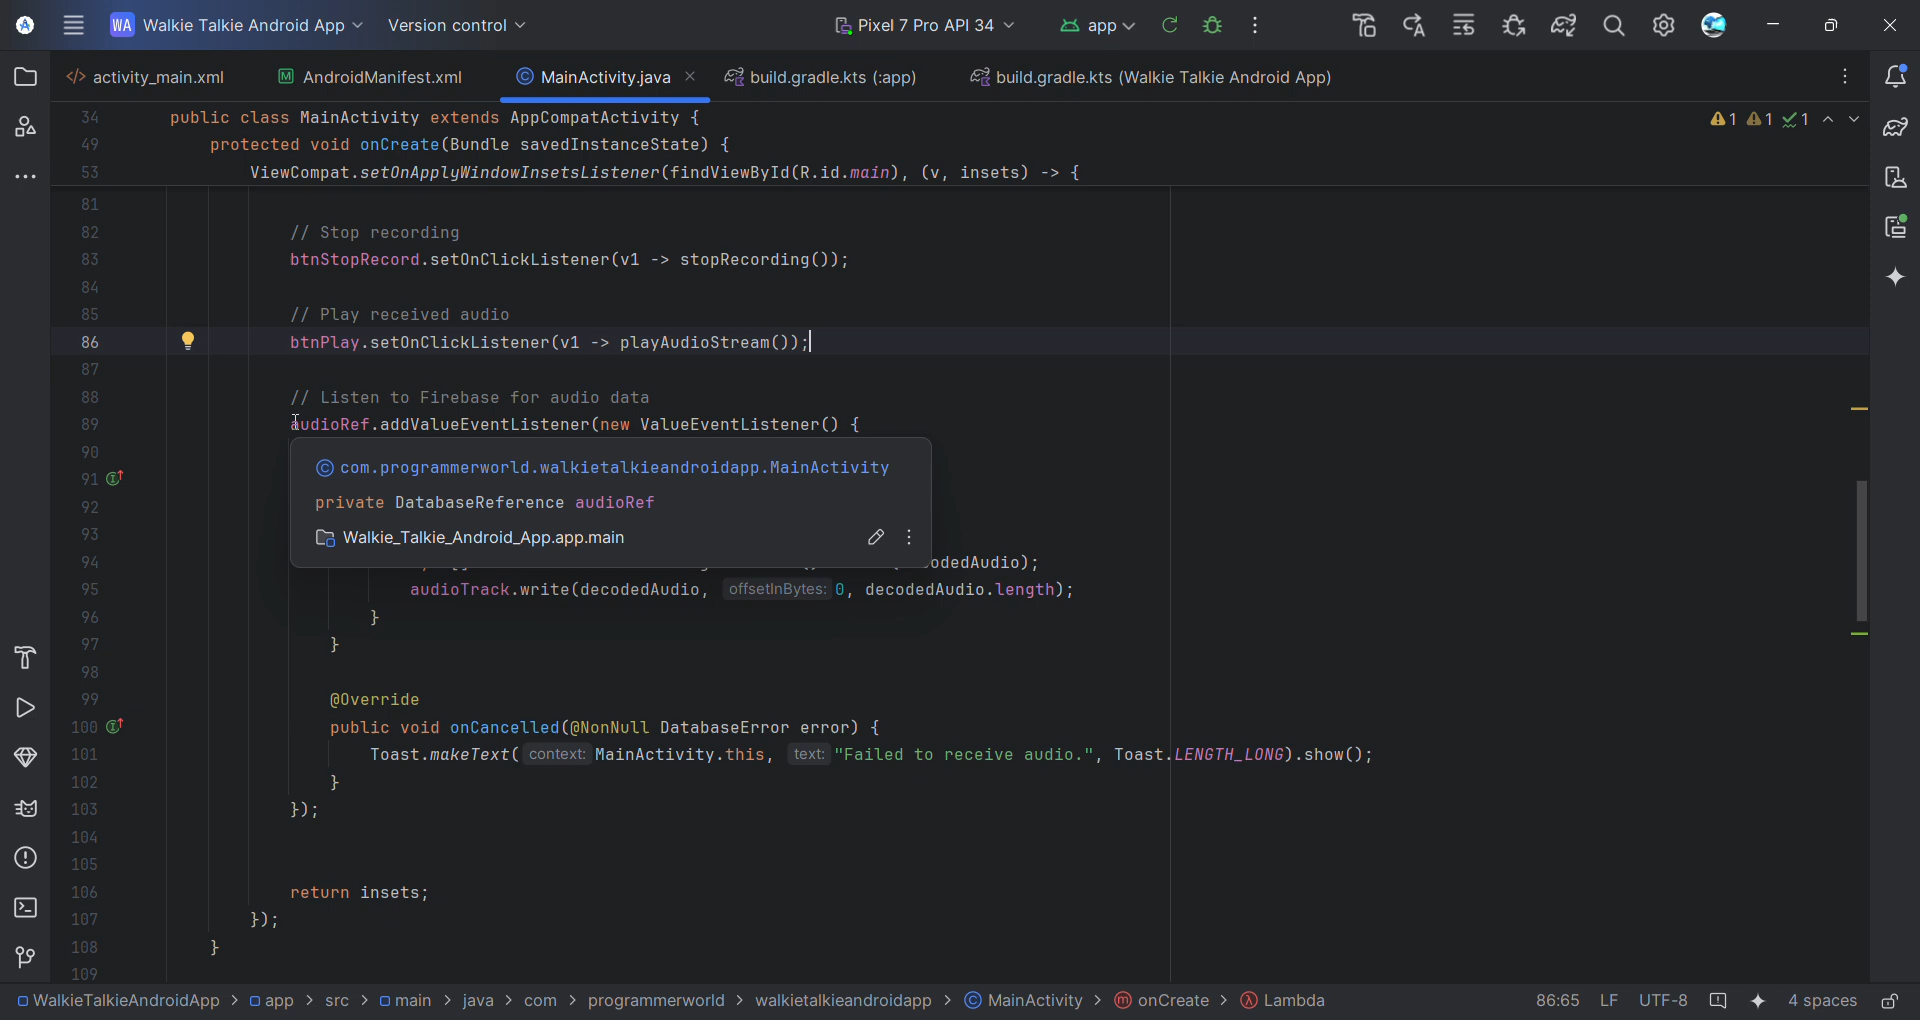 WA Walkie Talkie Android App Version control Pixel 7 Pro API 34 app
activity_main.xml AndroidManifest.xml MainActivity.java build.gradle.kts (:app) build.gradle.kts (Walkie Talkie Android App)
34 public class MainActivity extends AppCompatActivity { 1 1 1
49 protected void onCreate(Bundle savedInstanceState) {
53 ViewCompat.setOnApplyWindowInsetsListener(findViewById(R.id.main), (v, insets) -> {
81
82 // Stop recording
83 btnStopRecord.setOnClickListener(v1 -> stopRecording());
84
85 // Play received audio
86 btnPlay.setOnClickListener(v1 -> playAudioStream());
87
88 // Listen to Firebase for audio data
89 audioRef.addValueEventListener(new ValueEventListener() {
90
com.programmerworld.walkietalkieandroidapp.MainActivity
91
private DatabaseReference audioRef
92
93
Walkie_Talkie_Android_App.app.main
94 odedAudio);
95 audioTrack.write(decodedAudio, offsetInBytes: 0, decodedAudio.length);
96 }
97 }
98
99 @Override
100 public void onCancelled(@NonNull DatabaseError error) {
101 Toast.makeText( context: MainActivity.this, text: "Failed to receive audio.", Toast.LENGTH_LONG).show();
102 }
103 });
104
105
106 return insets;
107 });
108 }
109
WalkieTalkieAndroidApp > app > src > main > java > com > programmerworld > walkietalkieandroidapp > MainActivity > onCreate > Lambda 86:65 LF UTF-8 4 spaces